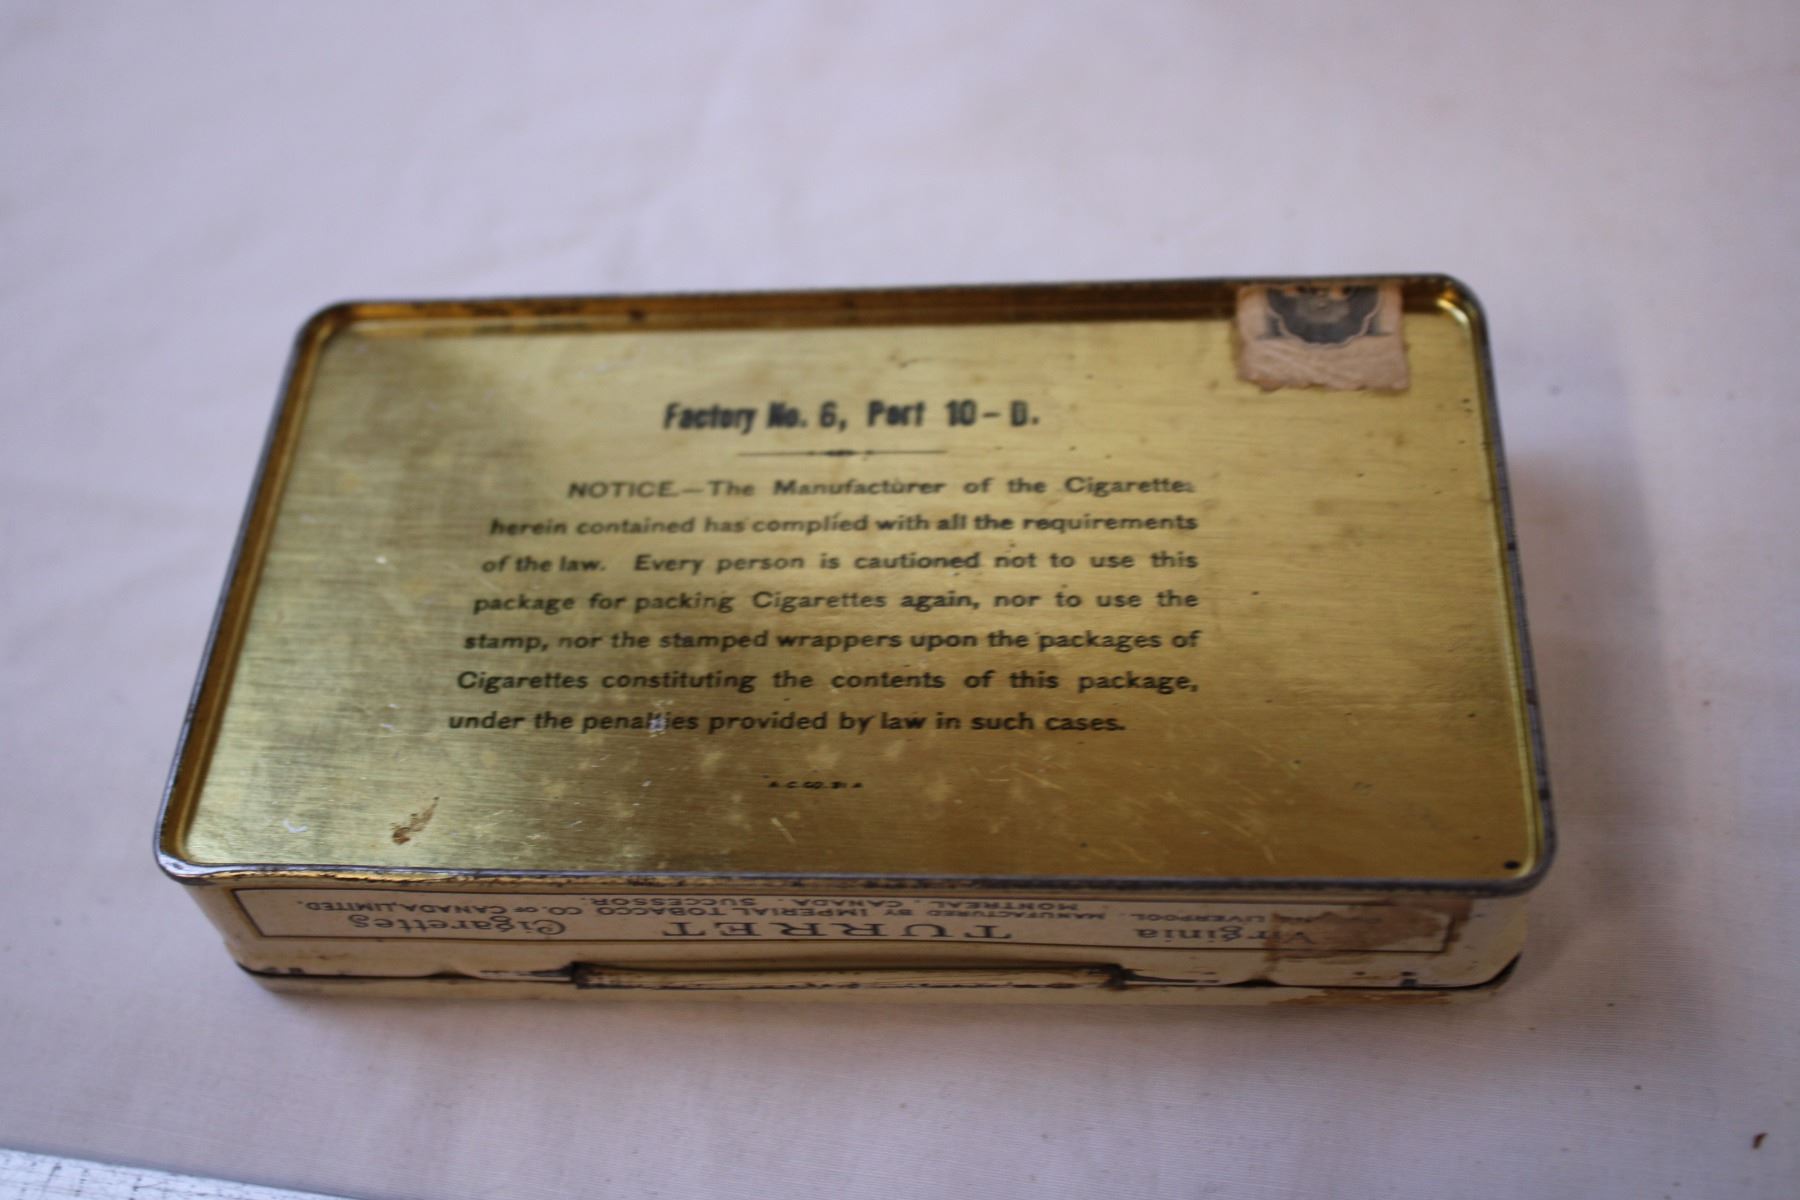 Factory No. 6, Port 10-D.
NOTICE.—The Manufacturer of the Cigarettes
herein contained has complied with all the requirements
of the law. Every person is cautioned not to use this
package for packing Cigarettes again, nor to use the
stamp, nor the stamped wrappers upon the packages of
Cigarettes constituting the contents of this package,
under the penalties provided by law in such cases.
Virginia TURRET Cigarettes
LIVERPOOL. MANUFACTURED BY IMPERIAL TOBACCO CO. OF CANADA, LIMITED.
MONTREAL, CANADA. SUCCESSOR.